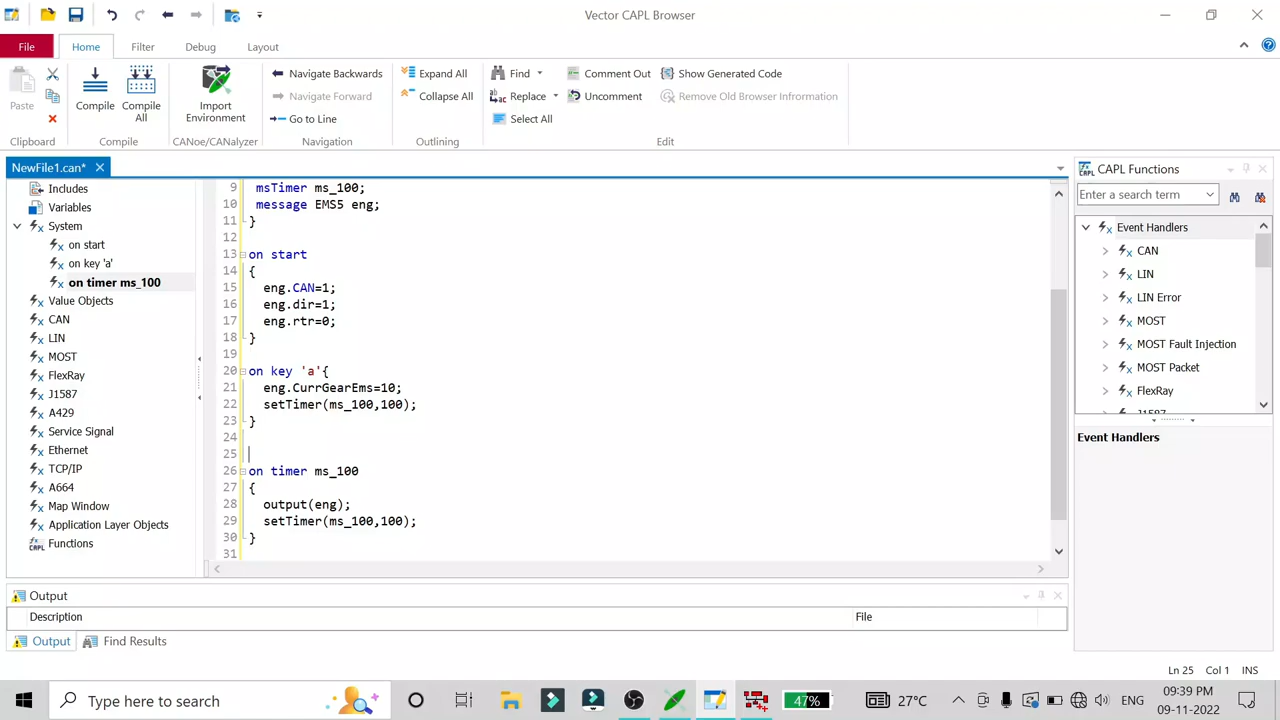 Vector CAPL Browser
File
Home
Filter
Debug
Layout
Paste
Compile
Compile All
Import Environment
Navigate Backwards
Navigate Forward
Go to Line
Expand All
Collapse All
Find
Replace
Select All
Comment Out
Uncomment
Show Generated Code
Remove Old Browser Infrormation
Clipboard
Compile
CANoe/CANalyzer
Navigation
Outlining
Edit
NewFile1.can*
Includes
Variables
System
on start
on key 'a'
on timer ms_100
Value Objects
CAN
LIN
MOST
FlexRay
J1587
A429
Service Signal
Ethernet
TCP/IP
A664
Map Window
Application Layer Objects
CAPL Functions
9 msTimer ms_100;
10 message EMS5 eng;
11 }
12
13 on start
14 {
15 eng.CAN=1;
16 eng.dir=1;
17 eng.rtr=0;
18 }
19
20 on key 'a'{
21 eng.CurrGearEms=10;
22 setTimer(ms_100,100);
23 }
24
25
26 on timer ms_100
27 {
28 output(eng);
29 setTimer(ms_100,100);
30 }
31
CAPL Functions
Enter a search term
Event Handlers
CAN
LIN
LIN Error
MOST
MOST Fault Injection
MOST Packet
FlexRay
J1587
Event Handlers
Output
Description
File
Output
Find Results
Ln 25 Col 1 INS
Type here to search
47%
27°C
ENG
09:39 PM
09-11-2022